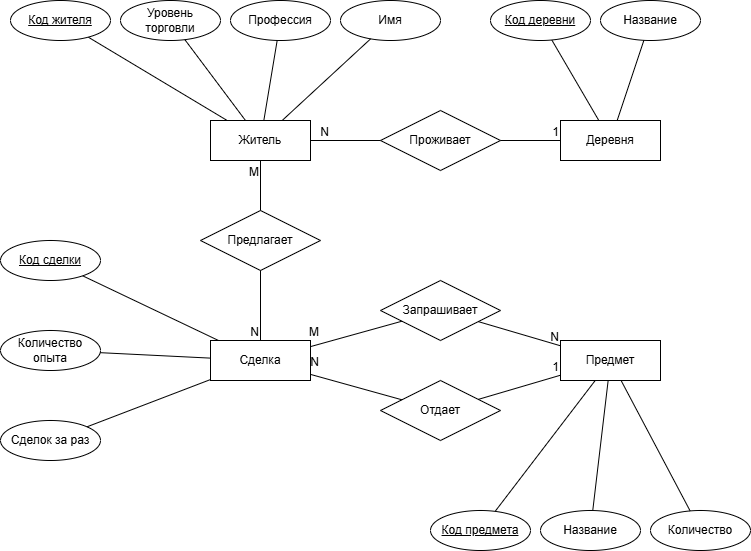 Код жителя
Уровень
торговли
Профессия
Имя
Код деревни
Название
Житель
N
Проживает
1
Деревня
M
Предлагает
Код сделки
N
Количество
опыта
Сделка
M
N
Запрашивает
N
Предмет
1
Отдает
Сделок за раз
Код предмета
Название
Количество